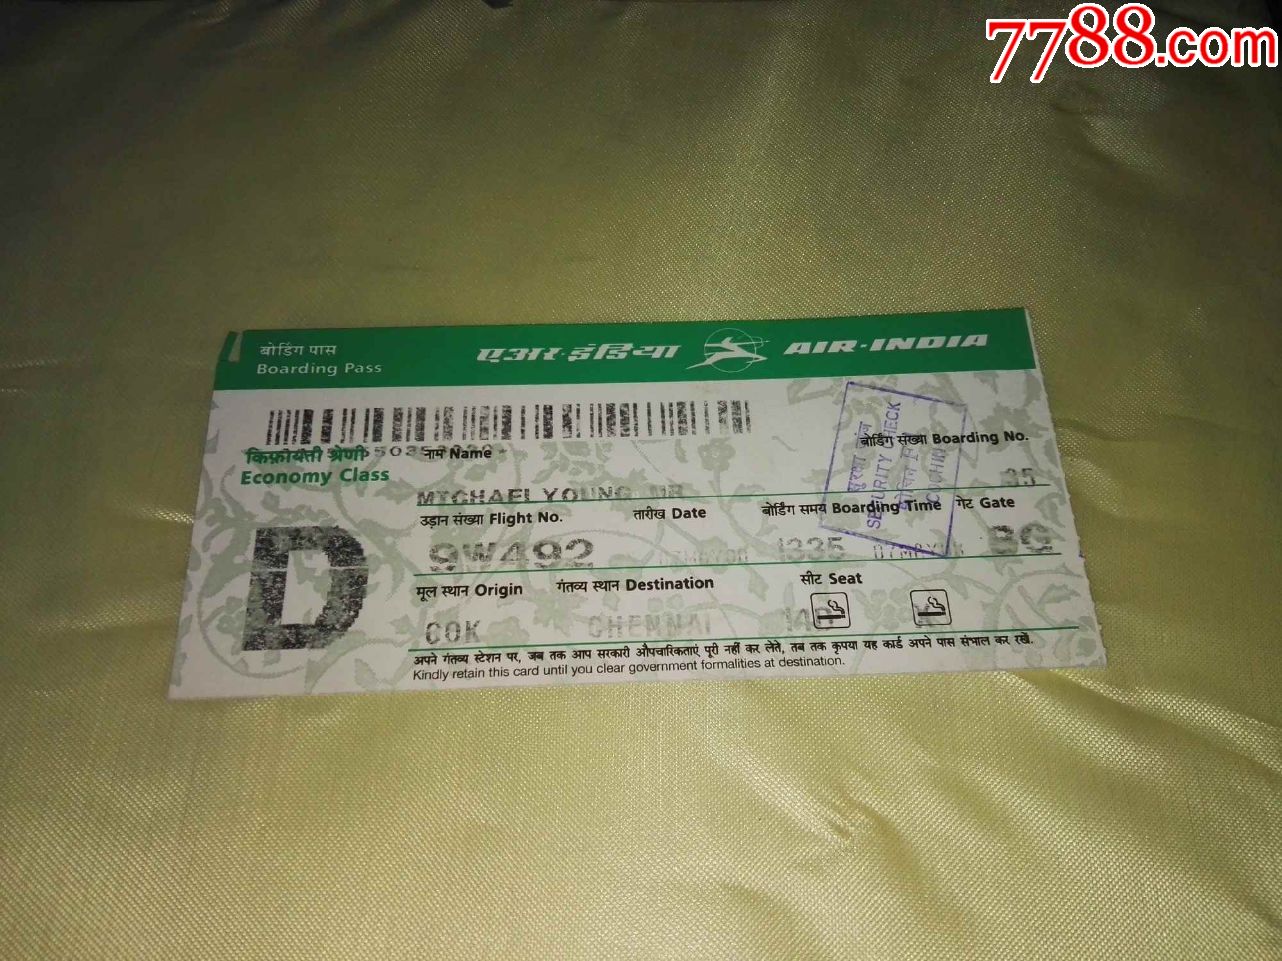 7788.com
बोर्डिंग पास
Boarding Pass
एअर-इंडिया AIR-INDIA
किफ़ायती श्रेणी
Economy Class
नाम Name
MICHAEL YOUNG MR
बोर्डिंग संख्या Boarding No.
35
उड़ान संख्या Flight No. तारीख Date बोर्डिंग समय Boarding Time गेट Gate
9W492 1335
D
मूल स्थान Origin गंतव्य स्थान Destination सीट Seat
COK CHENNAI
SECURITY CHECK
COCHIN
अपने गंतव्य स्टेशन पर, जब तक आप सरकारी औपचारिकताएं पूरी नहीं कर लेते, तब तक कृपया यह कार्ड अपने पास संभाल कर रखें.
Kindly retain this card until you clear government formalities at destination.